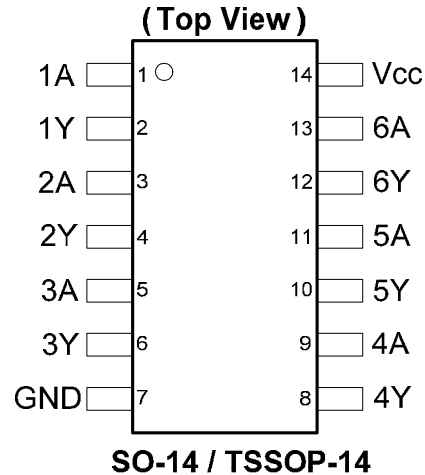 (Top View)
1A 1 14 Vcc
1Y 2 13 6A
2A 3 12 6Y
2Y 4 11 5A
3A 5 10 5Y
3Y 6 9 4A
GND 7 8 4Y
SO-14 / TSSOP-14